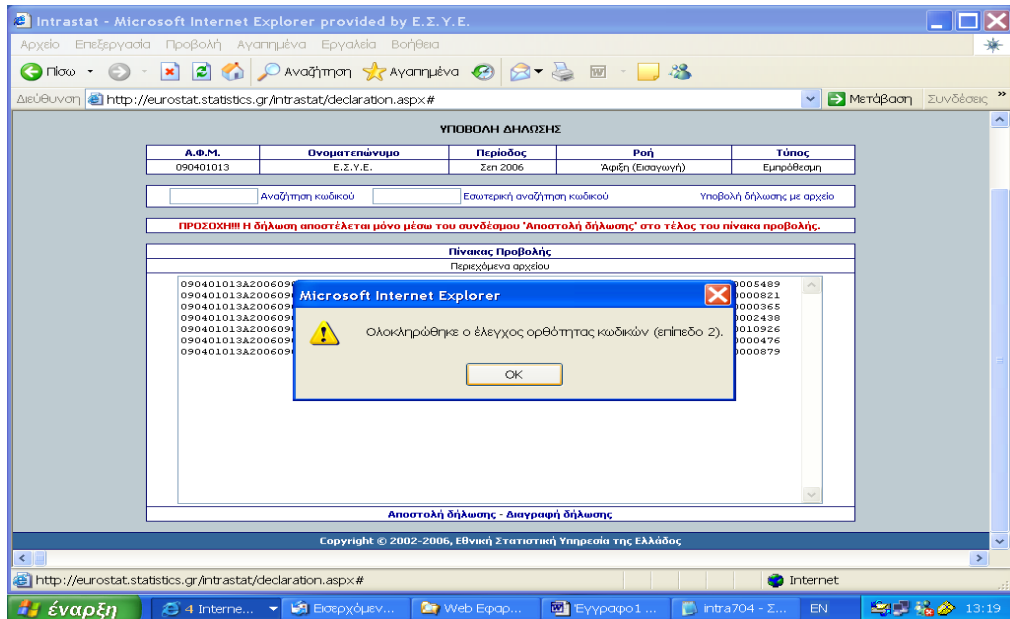 Intrastat - Microsoft Internet Explorer provided by Ε.Σ.Υ.Ε.
Αρχείο Επεξεργασία Προβολή Αγαπημένα Εργαλεία Βοήθεια
Πίσω Αναζήτηση Αγαπημένα
Διεύθυνση http://eurostat.statistics.gr/intrastat/declaration.aspx# Μετάβαση Συνδέσεις »
ΥΠΟΒΟΛΗ ΔΗΛΩΣΗΣ
Α.Φ.Μ. Ονοματεπώνυμο Περίοδος Ροή Τύπος
090401013 Ε.Σ.Υ.Ε. Σεπ 2006 Άφιξη (Εισαγωγή) Εμπρόθεσμη
Αναζήτηση κωδικού Εσωτερική αναζήτηση κωδικού Υποβολή δήλωσης με αρχείο
ΠΡΟΣΟΧΗ!!! Η δήλωση αποστέλεται μόνο μέσω του συνδέσμου 'Αποστολή δήλωσης' στο τέλος του πίνακα προβολής.
Πίνακας Προβολής
Περιεχόμενα αρχείου
090401013A200609 0005489
090401013A200609 0000821
090401013A200609 0000365
090401013A200609 0002438
090401013A200609 0010926
090401013A200609 0000476
090401013A200609 0000879
Microsoft Internet Explorer
Ολοκληρώθηκε ο έλεγχος ορθότητας κωδικών (επίπεδο 2).
OK
Αποστολή δήλωσης - Διαγραφή δήλωσης
Copyright © 2002-2006, Εθνική Στατιστική Υπηρεσία της Ελλάδος
http://eurostat.statistics.gr/intrastat/declaration.aspx# Internet
έναρξη 4 Interne... Εισερχόμεν... Web Εφαρ... Έγγραφο1 ... intra704 - Σ... EN 13:19